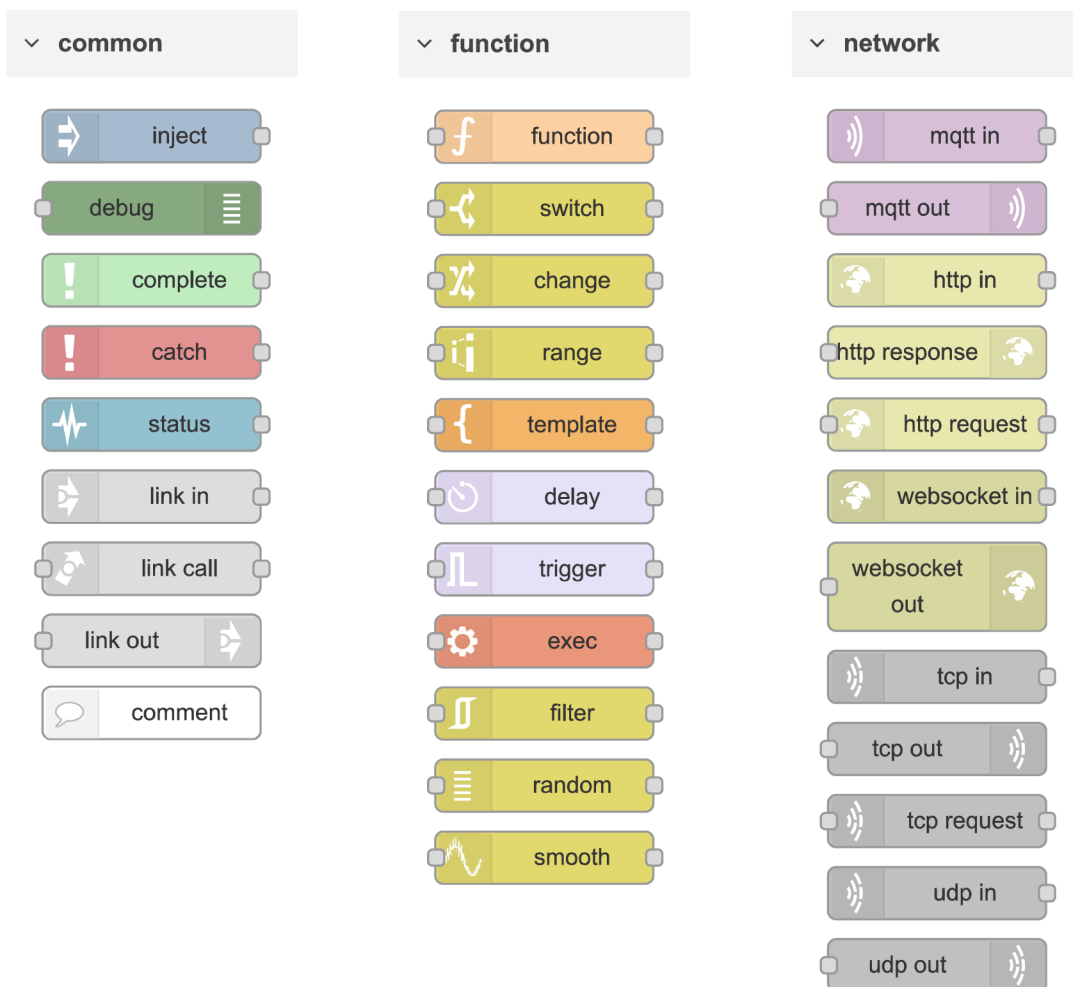 common
inject
debug
complete
catch
status
link in
link call
link out
comment
function
function
switch
change
range
template
delay
trigger
exec
filter
random
smooth
network
mqtt in
mqtt out
http in
http response
http request
websocket in
websocket
out
tcp in
tcp out
tcp request
udp in
udp out